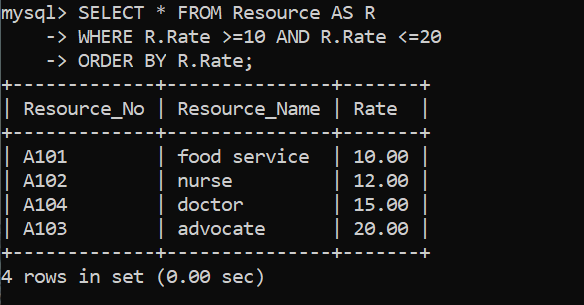 mysql> SELECT * FROM Resource AS R
    -> WHERE R.Rate >=10 AND R.Rate <=20
    -> ORDER BY R.Rate;
+-------------+---------------+-------+
| Resource_No | Resource_Name | Rate  |
+-------------+---------------+-------+
| A101        | food service  | 10.00 |
| A102        | nurse         | 12.00 |
| A104        | doctor        | 15.00 |
| A103        | advocate      | 20.00 |
+-------------+---------------+-------+
4 rows in set (0.00 sec)